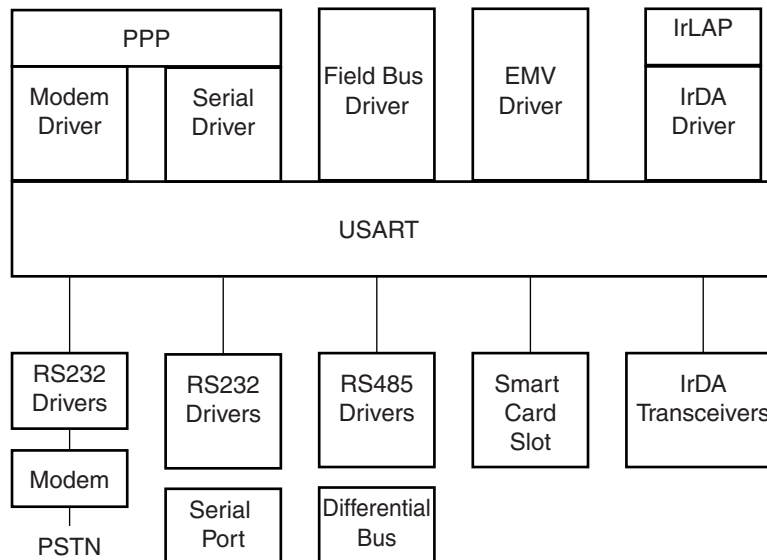 PPP
Modem
Driver
Serial
Driver
Field Bus
Driver
EMV
Driver
IrLAP
IrDA
Driver
USART
RS232
Drivers
Modem
PSTN
RS232
Drivers
Serial
Port
RS485
Drivers
Differential
Bus
Smart
Card
Slot
IrDA
Transceivers